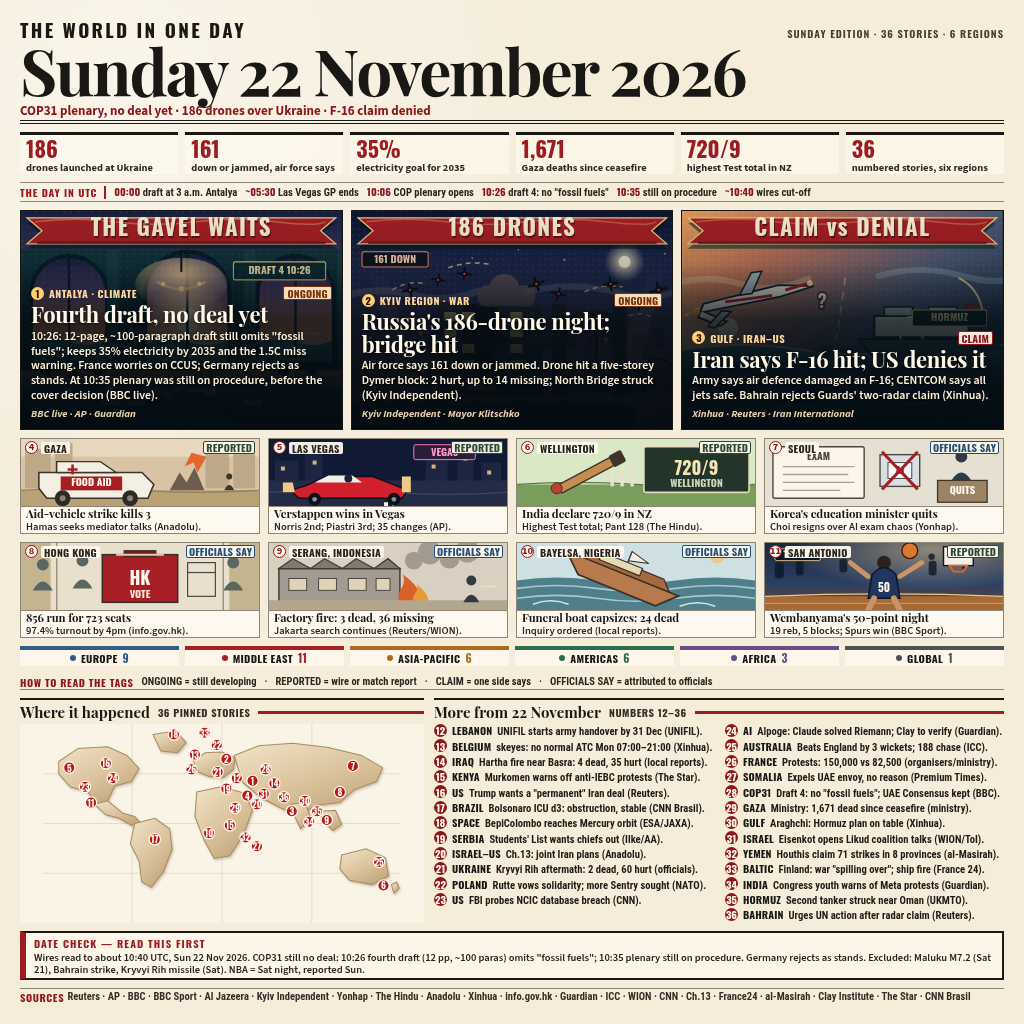 THE WORLD IN ONE DAY
SUNDAY EDITION · 36 STORIES · 6 REGIONS
Sunday 22 November 2026
COP31 plenary, no deal yet · 186 drones over Ukraine · F-16 claim denied
186
drones launched at Ukraine
161
down or jammed, air force says
35%
electricity goal for 2035
1,671
Gaza deaths since ceasefire
720/9
highest Test total in NZ
36
numbered stories, six regions
THE DAY IN UTC 00:00 draft at 3 a.m. Antalya ~05:30 Las Vegas GP ends 10:06 COP plenary opens 10:26 draft 4: no "fossil fuels" 10:35 still on procedure ~10:40 wires cut-off
THE GAVEL WAITS
DRAFT 4 10:26
1 ANTALYA · CLIMATE
ONGOING
Fourth draft, no deal yet
10:26: 12-page, ~100-paragraph draft still omits "fossil
fuels"; keeps 35% electricity by 2035 and the 1.5C miss
warning. France worries on CCUS; Germany rejects as
stands. At 10:35 plenary was still on procedure, before the
cover decision (BBC live).
BBC live · AP · Guardian
186 DRONES
161 DOWN
2 KYIV REGION · WAR
ONGOING
Russia's 186-drone night;
bridge hit
Air force says 161 down or jammed. Drone hit a five-storey
Dymer block: 2 hurt, up to 14 missing; North Bridge struck
(Kyiv Independent).
Kyiv Independent · Mayor Klitschko
CLAIM vs DENIAL
?
HORMUZ
3 GULF · IRAN–US
CLAIM
Iran says F-16 hit; US denies it
Army says air defence damaged an F-16; CENTCOM says all
jets safe. Bahrain rejects Guards' two-radar claim (Xinhua).
Xinhua · Reuters · Iran International
4 GAZA
REPORTED
FOOD AID
Aid-vehicle strike kills 3
Hamas seeks mediator talks (Anadolu).
5 LAS VEGAS
VEGAS
REPORTED
Verstappen wins in Vegas
Norris 2nd; Piastri 3rd; 35 changes (AP).
6 WELLINGTON
REPORTED
720/9
WELLINGTON
India declare 720/9 in NZ
Highest Test total; Pant 128 (The Hindu).
7 SEOUL
EXAM
OFFICIALS SAY
QUITS
Korea's education minister quits
Choi resigns over AI exam chaos (Yonhap).
8 HONG KONG
OFFICIALS SAY
HK
VOTE
856 run for 723 seats
97.4% turnout by 4pm (info.gov.hk).
9 SERANG, INDONESIA
OFFICIALS SAY
Factory fire: 3 dead, 36 missing
Jakarta search continues (Reuters/WION).
10 BAYELSA, NIGERIA
OFFICIALS SAY
Funeral boat capsizes: 24 dead
Inquiry ordered (local reports).
11 SAN ANTONIO
REPORTED
50
Wembanyama's 50-point night
19 reb, 5 blocks; Spurs win (BBC Sport).
EUROPE 9
MIDDLE EAST 11
ASIA-PACIFIC 6
AMERICAS 6
AFRICA 3
GLOBAL 1
HOW TO READ THE TAGS ONGOING = still developing · REPORTED = wire or match report · CLAIM = one side says · OFFICIALS SAY = attributed to officials
Where it happened 36 PINNED STORIES
More from 22 November NUMBERS 12–36
12 LEBANON UNIFIL starts army handover by 31 Dec (UNIFIL).
13 BELGIUM skeyes: no normal ATC Mon 07:00–21:00 (Xinhua).
14 IRAQ Hartha fire near Basra: 4 dead, 35 hurt (local reports).
15 KENYA Murkomen warns off anti-IEBC protests (The Star).
16 US Trump wants a "permanent" Iran deal (Reuters).
17 BRAZIL Bolsonaro ICU d3: obstruction, stable (CNN Brasil).
18 SPACE BepiColombo reaches Mercury orbit (ESA/JAXA).
19 SERBIA Students' List wants chiefs out (Ilke/AA).
20 ISRAEL–US Ch.13: joint Iran plans (Anadolu).
21 UKRAINE Kryvyi Rih aftermath: 2 dead, 60 hurt (officials).
22 POLAND Rutte vows solidarity; more Sentry sought (NATO).
23 US FBI probes NCIC database breach (CNN).
24 AI Alpoge: Claude solved Riemann; Clay to verify (Guardian).
25 AUSTRALIA Beats England by 3 wickets; 188 chase (ICC).
26 FRANCE Protests: 150,000 vs 82,500 (organisers/ministry).
27 SOMALIA Expels UAE envoy, no reason (Premium Times).
28 COP31 Draft 4: no "fossil fuels"; UAE Consensus kept (BBC).
29 GAZA Ministry: 1,671 dead since ceasefire (ministry).
30 GULF Araghchi: Hormuz plan on table (Xinhua).
31 ISRAEL Eisenkot opens Likud coalition talks (WION/ToI).
32 YEMEN Houthis claim 71 strikes in 8 provinces (al-Masirah).
33 BALTIC Finland: war "spilling over"; ship fire (France 24).
34 INDIA Congress youth warns of Meta protests (Guardian).
35 HORMUZ Second tanker struck near Oman (UKMTO).
36 BAHRAIN Urges UN action after radar claim (Reuters).
DATE CHECK — READ THIS FIRST
Wires read to about 10:40 UTC, Sun 22 Nov 2026. COP31 still no deal: 10:26 fourth draft (12 pp, ~100 paras) omits "fossil fuels"; 10:35 plenary still on procedure. Germany rejects as stands. Excluded: Maluku M7.2 (Sat
21), Bahrain strike, Kryvyi Rih missile (Sat). NBA = Sat night, reported Sun.
SOURCES Reuters · AP · BBC · BBC Sport · Al Jazeera · Kyiv Independent · Yonhap · The Hindu · Anadolu · Xinhua · info.gov.hk · Guardian · ICC · WION · CNN · Ch.13 · France24 · al-Masirah · Clay Institute · The Star · CNN Brasil